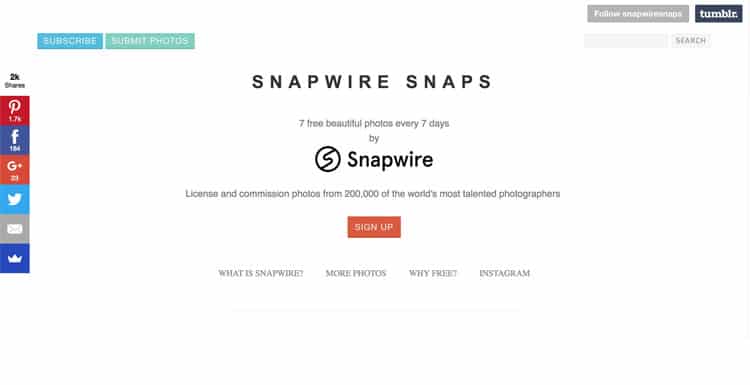 Follow snapwiresnaps
tumblr.
SUBSCRIBE
SUBMIT PHOTOS
SEARCH
2k
Shares
1.7k
184
23
SNAPWIRE SNAPS
7 free beautiful photos every 7 days
by
Snapwire
License and commission photos from 200,000 of the world's most talented photographers
SIGN UP
WHAT IS SNAPWIRE?
MORE PHOTOS
WHY FREE?
INSTAGRAM